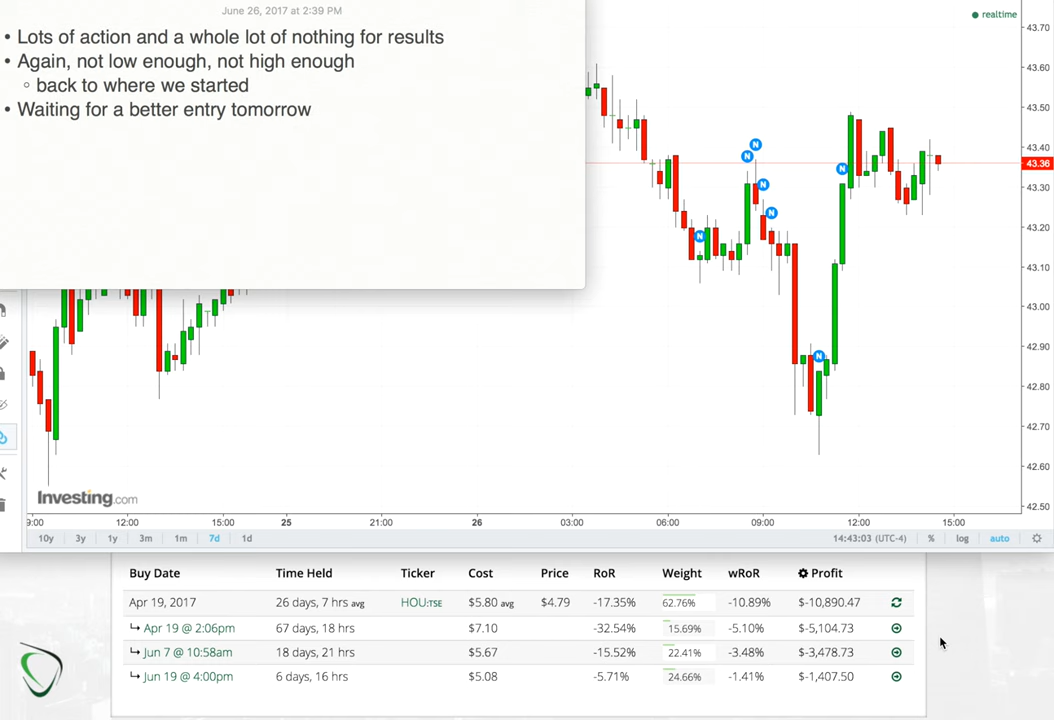 June 26, 2017 at 2:39 PM
• Lots of action and a whole lot of nothing for results
• Again, not low enough, not high enough
◦ back to where we started
• Waiting for a better entry tomorrow
realtime
43.70
43.60
43.50
43.40
43.36
43.30
43.20
43.10
43.00
42.90
42.80
42.70
42.60
42.50
N
N
N
N
N
N
N
Investing.com
9:00 12:00 15:00 25 21:00 26 03:00 06:00 09:00 12:00 15:00
10y 3y 1y 3m 1m 7d 1d 14:43:03 (UTC-4) % log auto
Buy Date Time Held Ticker Cost Price RoR Weight wRoR Profit
Apr 19, 2017 26 days, 7 hrs avg HOU:TSE $5.80 avg $4.79 -17.35% 62.76% -10.89% $-10,890.47
Apr 19 @ 2:06pm 67 days, 18 hrs $7.10 -32.54% 15.69% -5.10% $-5,104.73
Jun 7 @ 10:58am 18 days, 21 hrs $5.67 -15.52% 22.41% -3.48% $-3,478.73
Jun 19 @ 4:00pm 6 days, 16 hrs $5.08 -5.71% 24.66% -1.41% $-1,407.50